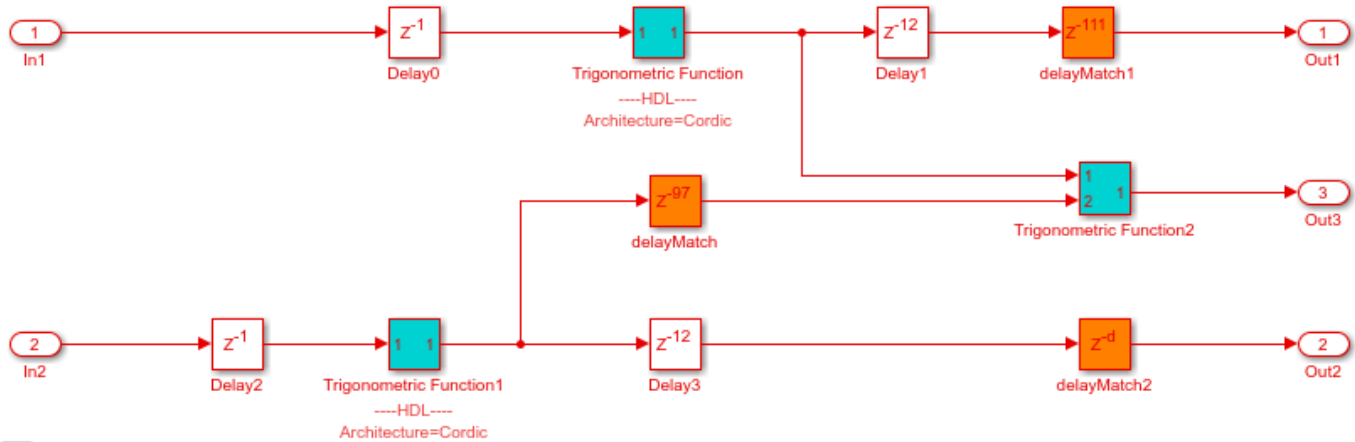 1
In1
Z-1
Delay0
1 1
Trigonometric Function
----HDL----
Architecture=Cordic
Z-12
Delay1
Z-111
delayMatch1
1
Out1
Z-97
delayMatch
1
2
1
Trigonometric Function2
3
Out3
2
In2
Z-1
Delay2
1 1
Trigonometric Function1
----HDL----
Architecture=Cordic
Z-12
Delay3
Z-d
delayMatch2
2
Out2